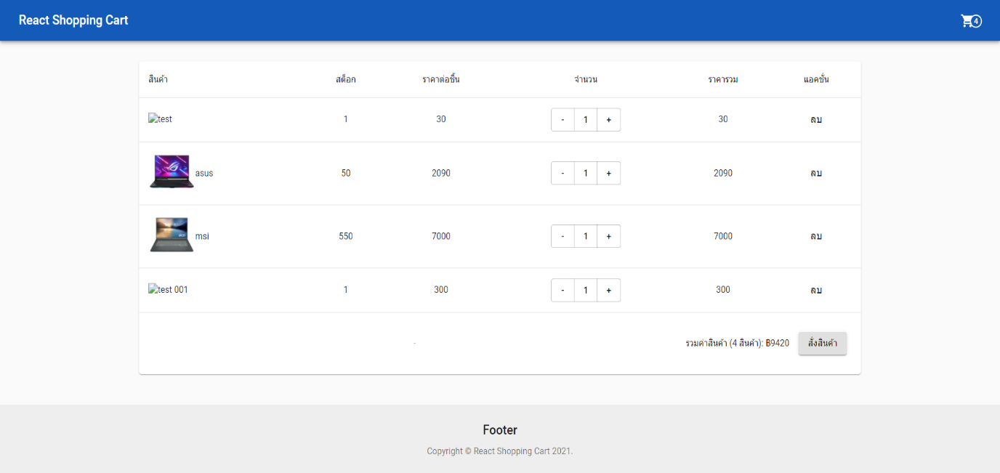 React Shopping Cart 4
สินค้า สต็อก ราคาต่อชิ้น จำนวน ราคารวม แอคชั่น
test 1 30 - 1 + 30 ลบ
asus 50 2090 - 1 + 2090 ลบ
msi 550 7000 - 1 + 7000 ลบ
test 001 1 300 - 1 + 300 ลบ
- รวมค่าสินค้า (4 สินค้า): ฿9420 สั่งสินค้า
Footer
Copyright © React Shopping Cart 2021.